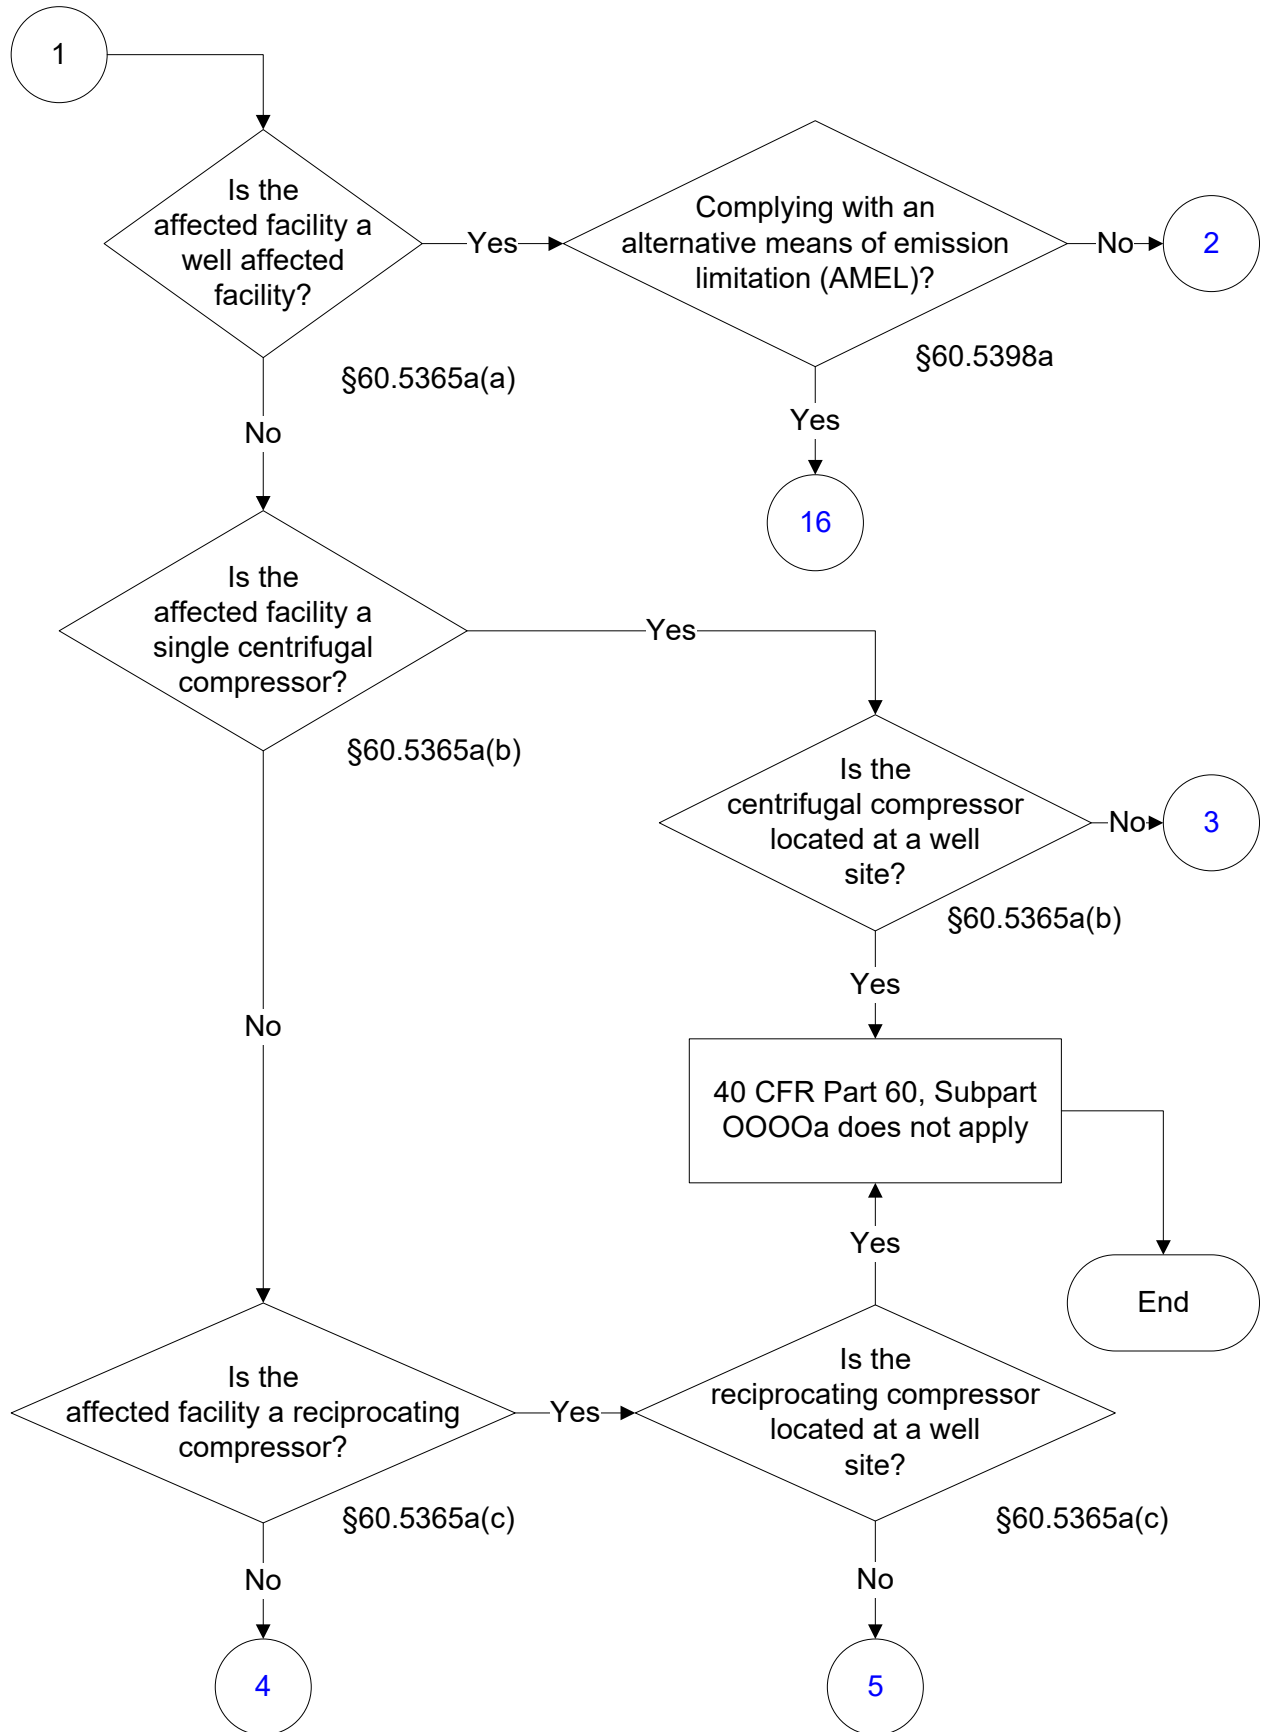 1
Is the
affected facility a
well affected
facility?
Yes
Complying with an
alternative means of emission
limitation (AMEL)?
No
2
§60.5365a(a)
§60.5398a
No
Yes
16
Is the
affected facility a
single centrifugal
compressor?
Yes
§60.5365a(b)
Is the
centrifugal compressor
located at a well
site?
No
3
§60.5365a(b)
Yes
No
40 CFR Part 60, Subpart
OOOOa does not apply
Yes
End
Is the
affected facility a reciprocating
compressor?
Yes
Is the
reciprocating compressor
located at a well
site?
§60.5365a(c)
§60.5365a(c)
No
No
4
5